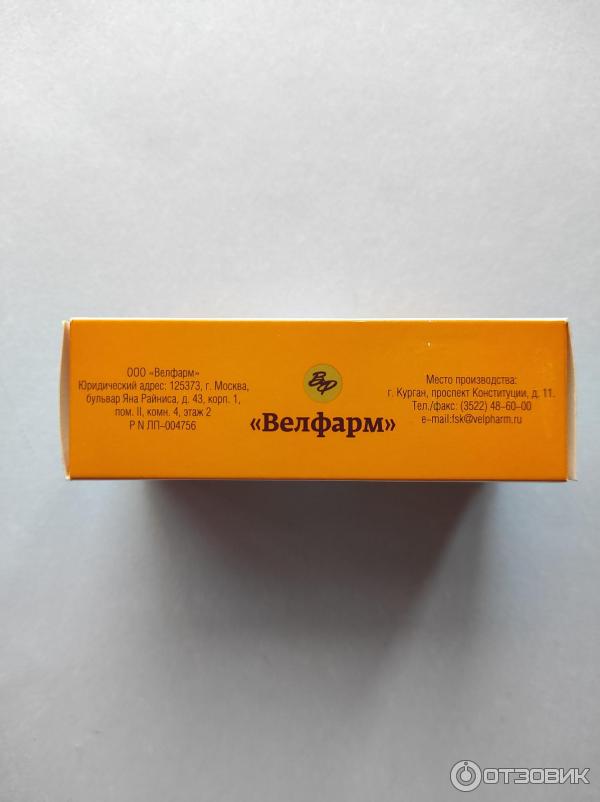 ООО «Велфарм»
Юридический адрес: 125373, г. Москва,
бульвар Яна Райниса, д. 43, корп. 1,
пом. II, комн. 4, этаж 2
Р N ЛП–004756
ВФ
«Велфарм»
Место производства:
г. Курган, проспект Конституции, д. 11.
Тел./факс: (3522) 48–60–00
e-mail:fsk@velpharm.ru
ОТЗОВИК